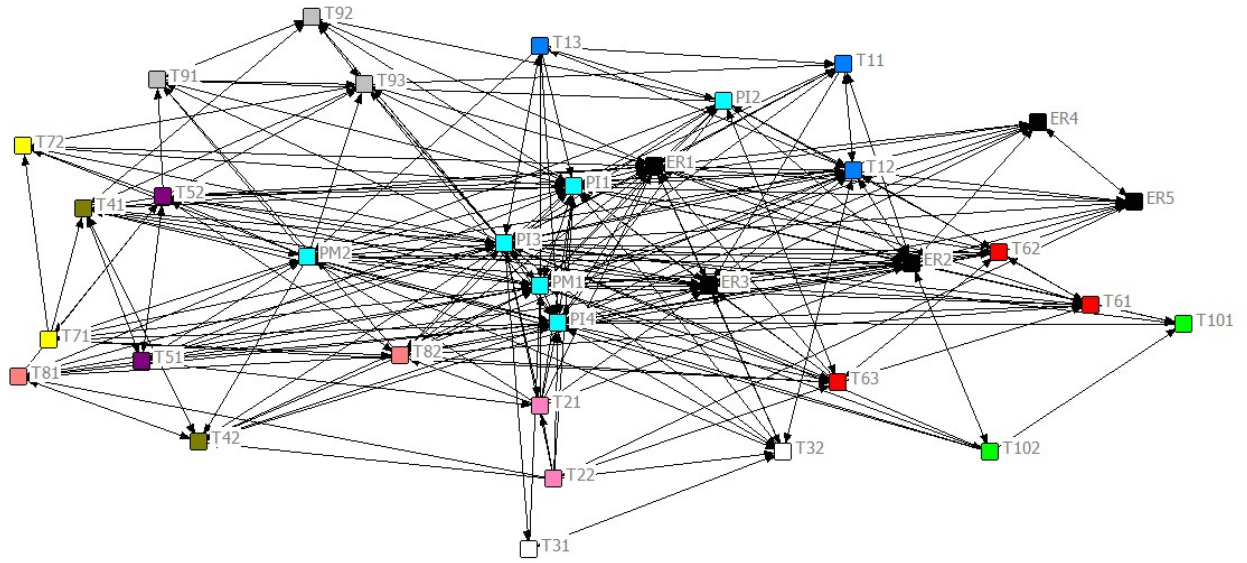 T92
T13
T11
T91
T93
PI2
ER4
T72
ER1
T12
PI1
T52
ER5
T41
PI3
PM2
T62
ER2
PM1
ER3
T61
PI4
T101
T71
T51
T82
T81
T63
T21
T42
T32
T102
T22
T31